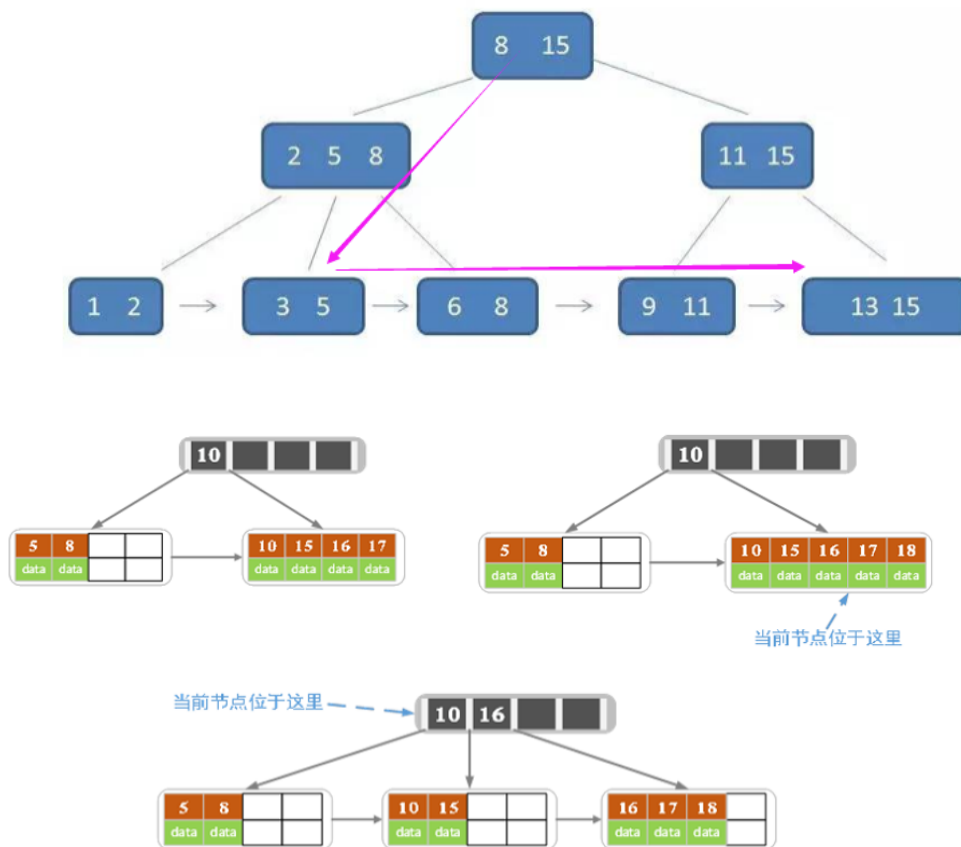 8 15
2 5 8
11 15
1 2
3 5
6 8
9 11
13 15
10
5 8
data data
10 15 16 17
data data data data
10
5 8
data data
10 15 16 17 18
data data data data data
当前节点位于这里
当前节点位于这里
10 16
5 8
data data
10 15
data data
16 17 18
data data data